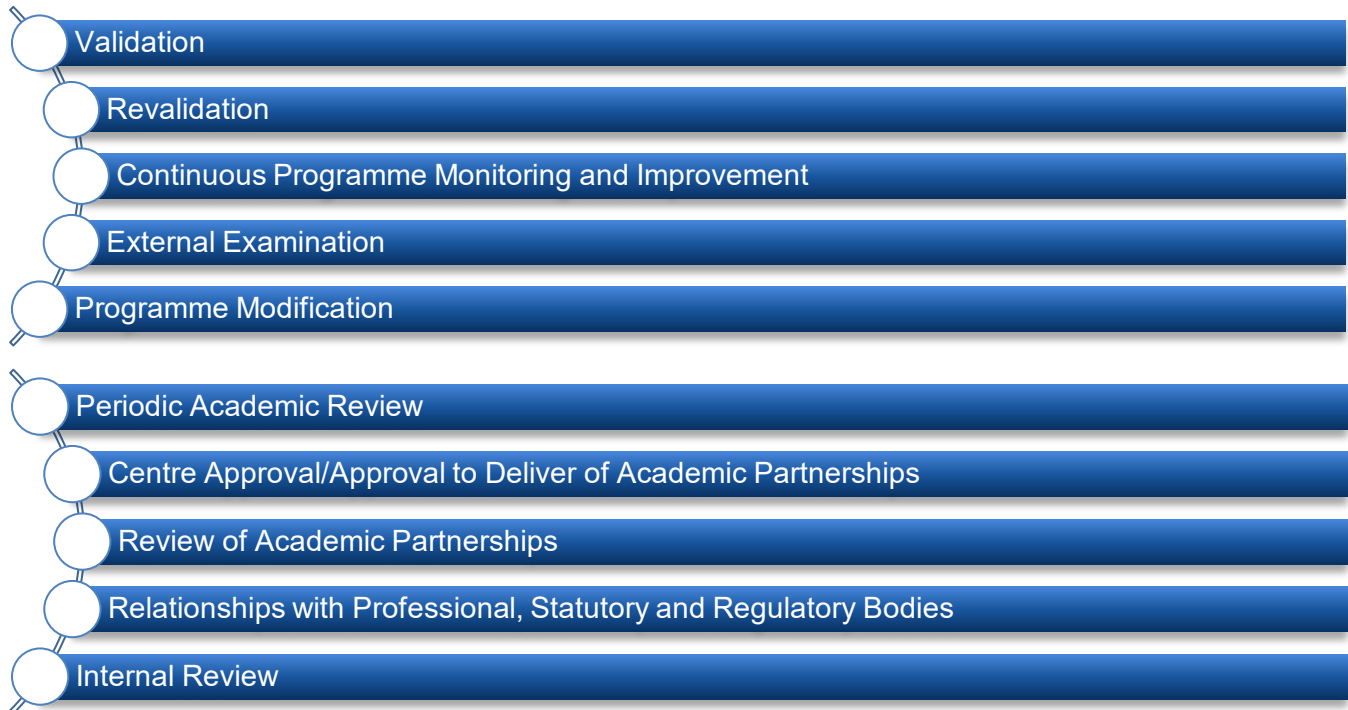 Validation
Revalidation
Continuous Programme Monitoring and Improvement
External Examination
Programme Modification
Periodic Academic Review
Centre Approval/Approval to Deliver of Academic Partnerships
Review of Academic Partnerships
Relationships with Professional, Statutory and Regulatory Bodies
Internal Review